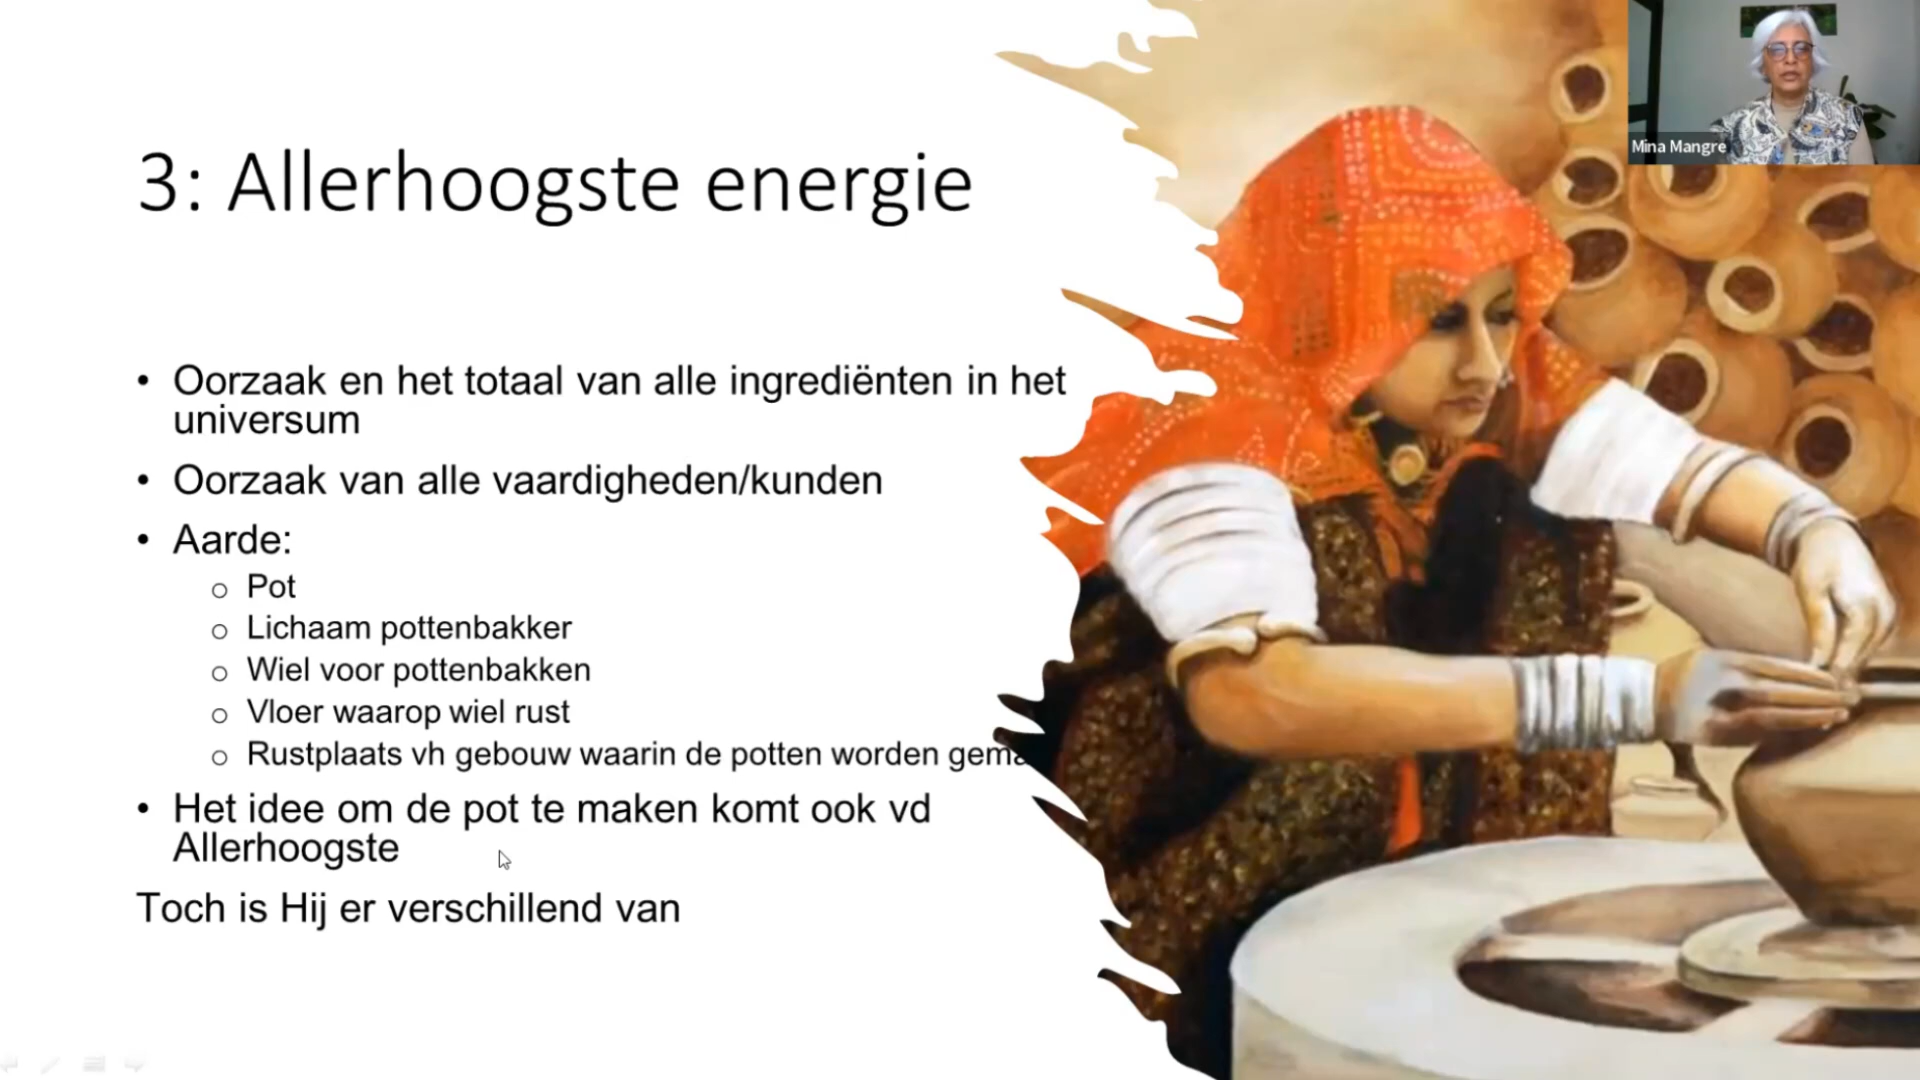 Mina Mangre
3: Allerhoogste energie
• Oorzaak en het totaal van alle ingrediënten in het
universum
• Oorzaak van alle vaardigheden/kunden
• Aarde:
o Pot
o Lichaam pottenbakker
o Wiel voor pottenbakken
o Vloer waarop wiel rust
o Rustplaats vh gebouw waarin de potten worden gema
• Het idee om de pot te maken komt ook vd
Allerhoogste
Toch is Hij er verschillend van